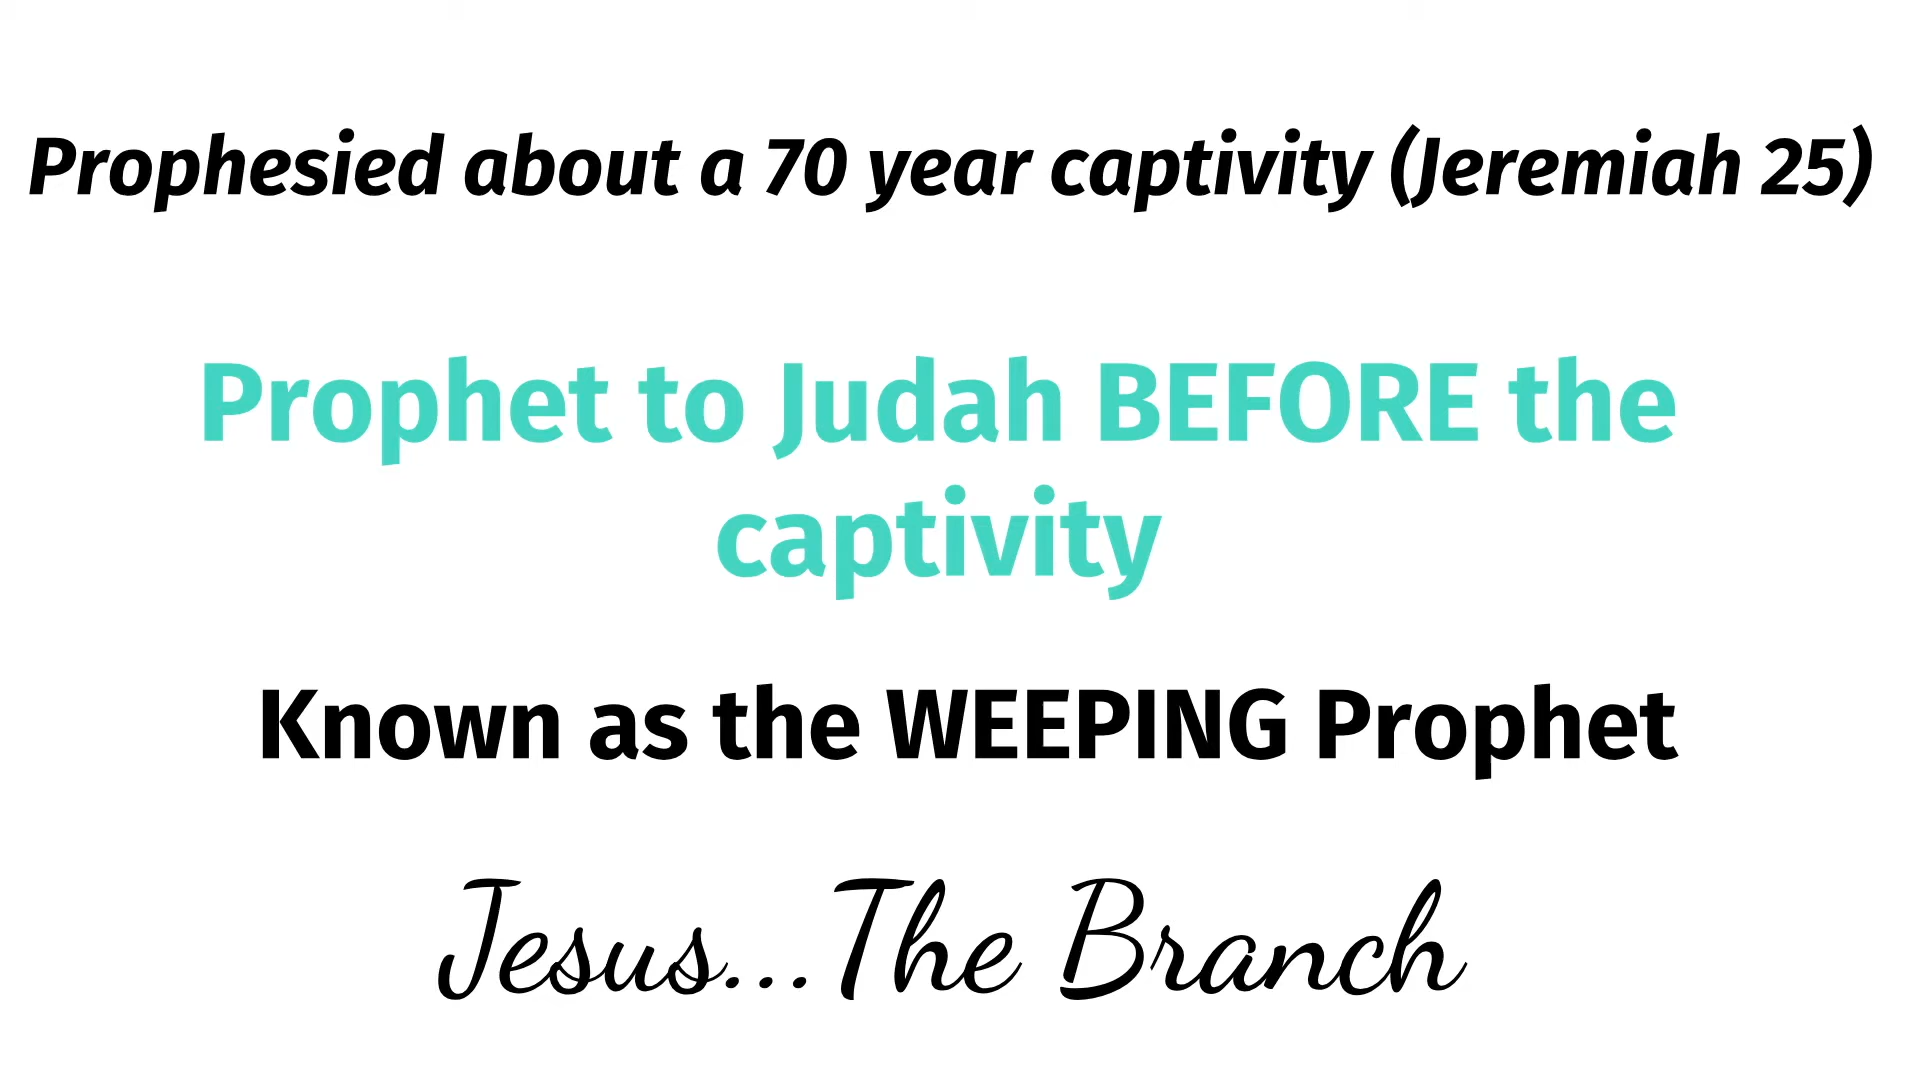 Prophesied about a 70 year captivity (Jeremiah 25)
Prophet to Judah BEFORE the
captivity
Known as the WEEPING Prophet
Jesus...The Branch